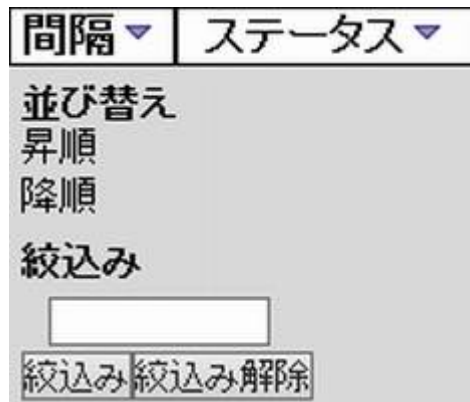 間隔 ステータス
並び替え
昇順
降順
絞込み
絞込み 絞込み解除